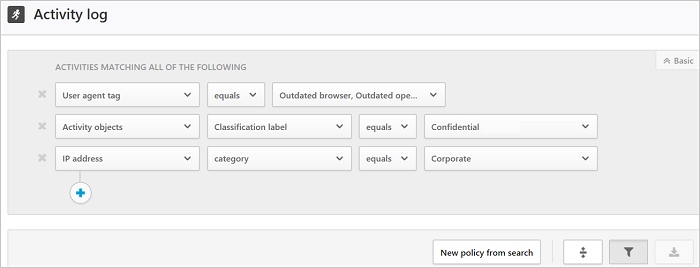 Activity log
Basic
ACTIVITIES MATCHING ALL OF THE FOLLOWING
User agent tag equals Outdated browser, Outdated ope...
Activity objects Classification label equals Confidential
IP address category equals Corporate
New policy from search